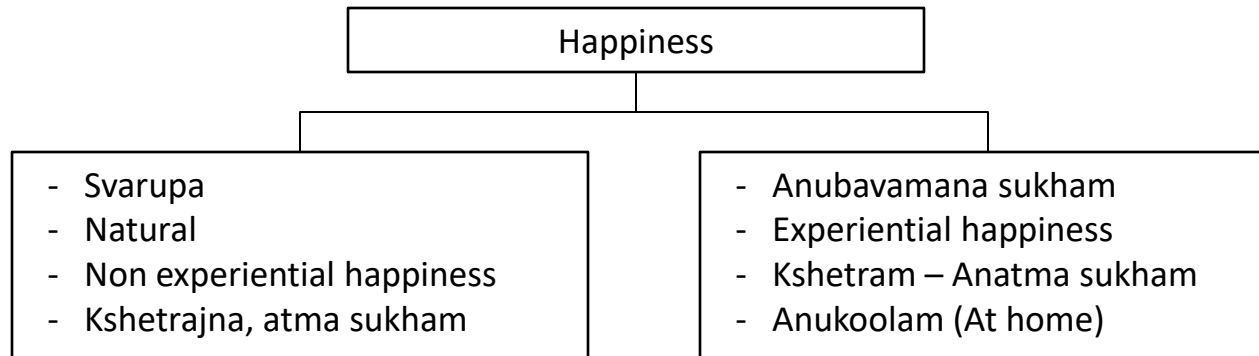 Happiness
- Svarupa
- Natural
- Non experiential happiness
- Kshetrajna, atma sukham
- Anubavamana sukham
- Experiential happiness
- Kshetram – Anatma sukham
- Anukoolam (At home)